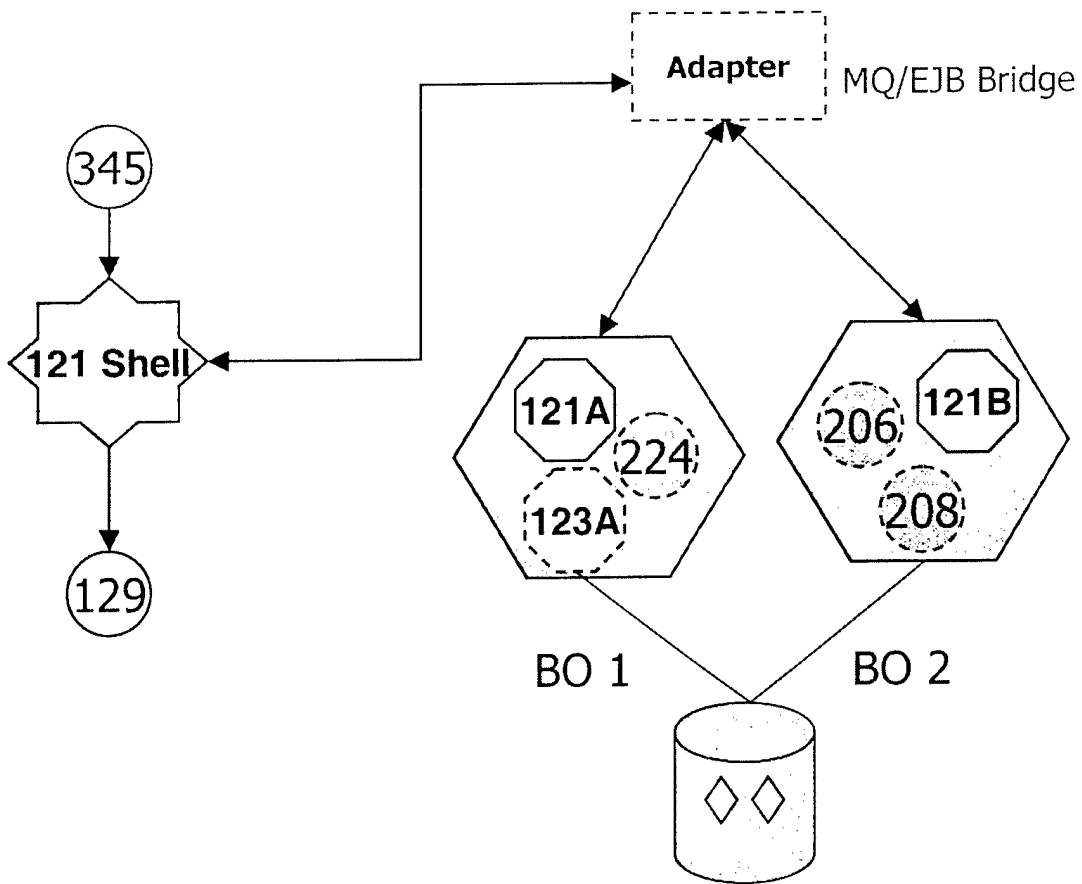 Adapter
MQ/EJB Bridge
345
121 Shell
121A
224
123A
121B
206
208
129
BO 1
BO 2